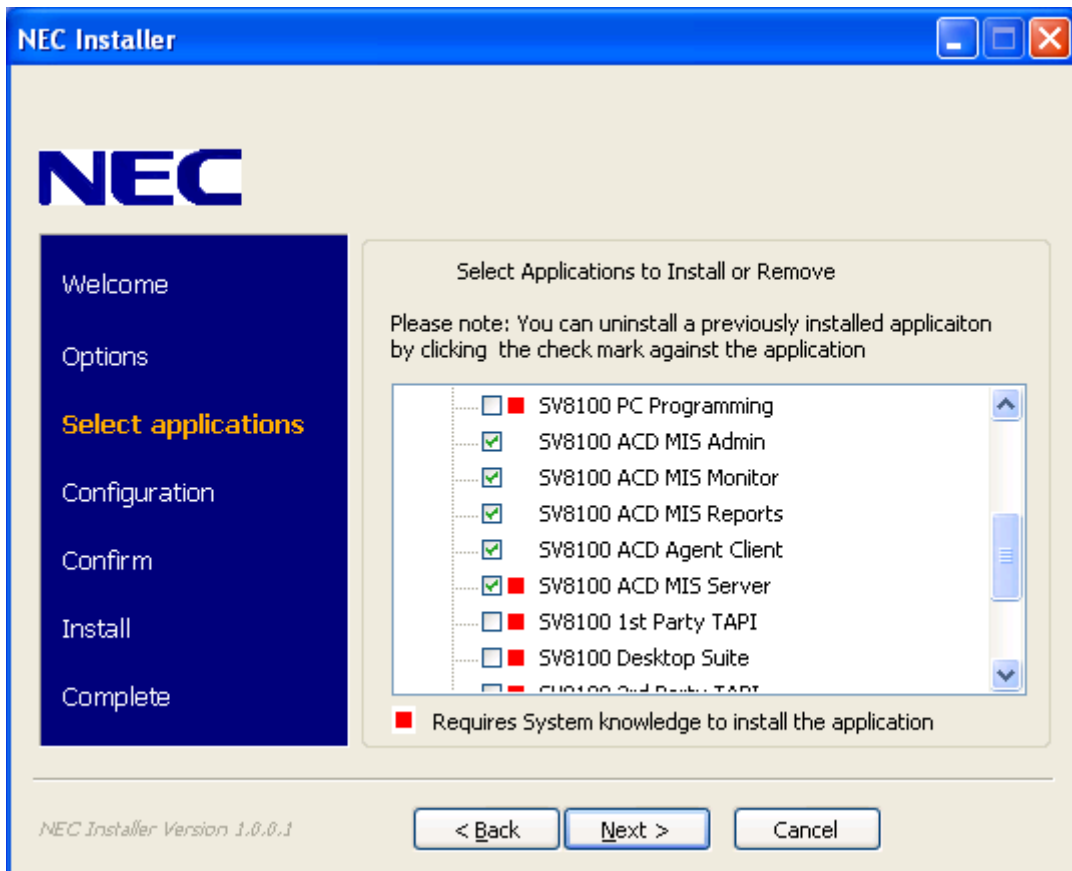 NEC Installer
NEC
Welcome
Options
Select applications
Configuration
Confirm
Install
Complete
Select Applications to Install or Remove
Please note: You can uninstall a previously installed applicaiton
by clicking the check mark against the application
SV8100 PC Programming
SV8100 ACD MIS Admin
SV8100 ACD MIS Monitor
SV8100 ACD MIS Reports
SV8100 ACD Agent Client
SV8100 ACD MIS Server
SV8100 1st Party TAPI
SV8100 Desktop Suite
SV8100 3rd Party TAPI
Requires System knowledge to install the application
NEC Installer Version 1.0.0.1
< Back
Next >
Cancel